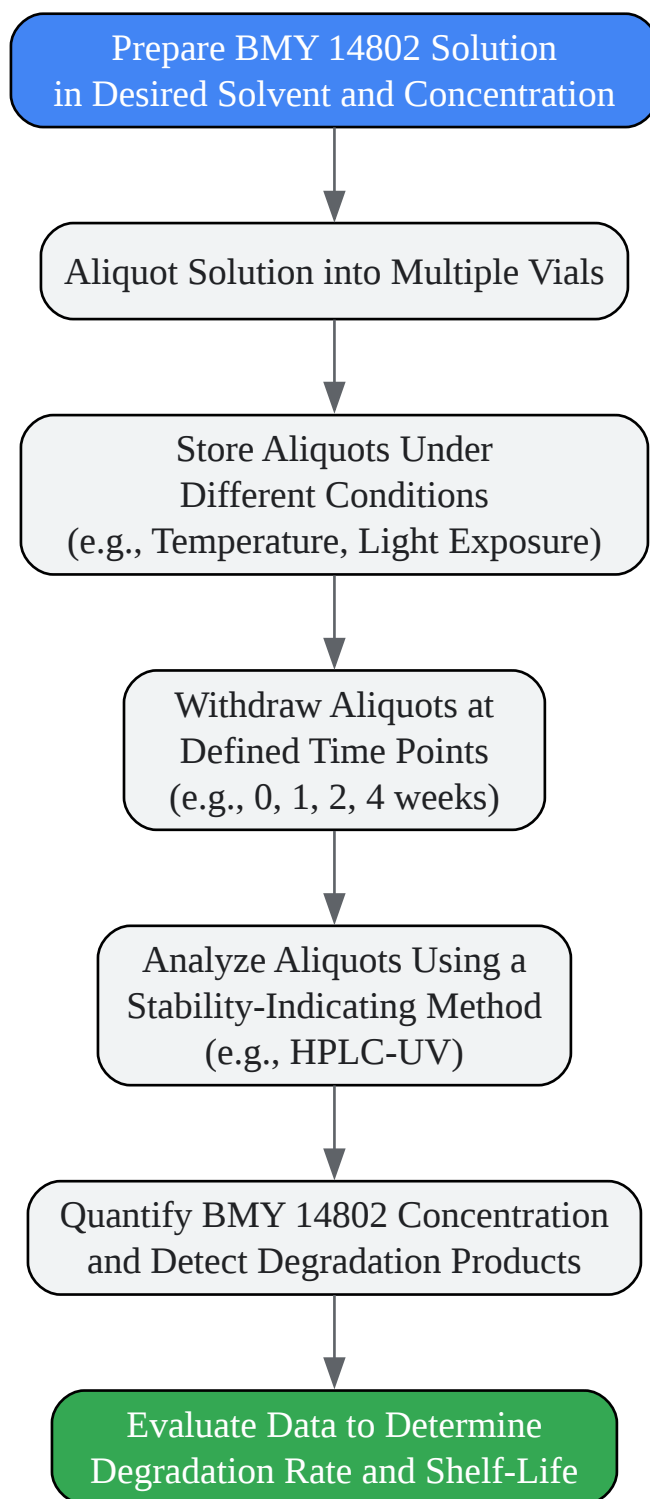 Prepare BMY 14802 Solution
in Desired Solvent and Concentration
Aliquot Solution into Multiple Vials
Store Aliquots Under
Different Conditions
(e.g., Temperature, Light Exposure)
Withdraw Aliquots at
Defined Time Points
(e.g., 0, 1, 2, 4 weeks)
Analyze Aliquots Using a
Stability-Indicating Method
(e.g., HPLC-UV)
Quantify BMY 14802 Concentration
and Detect Degradation Products
Evaluate Data to Determine
Degradation Rate and Shelf-Life